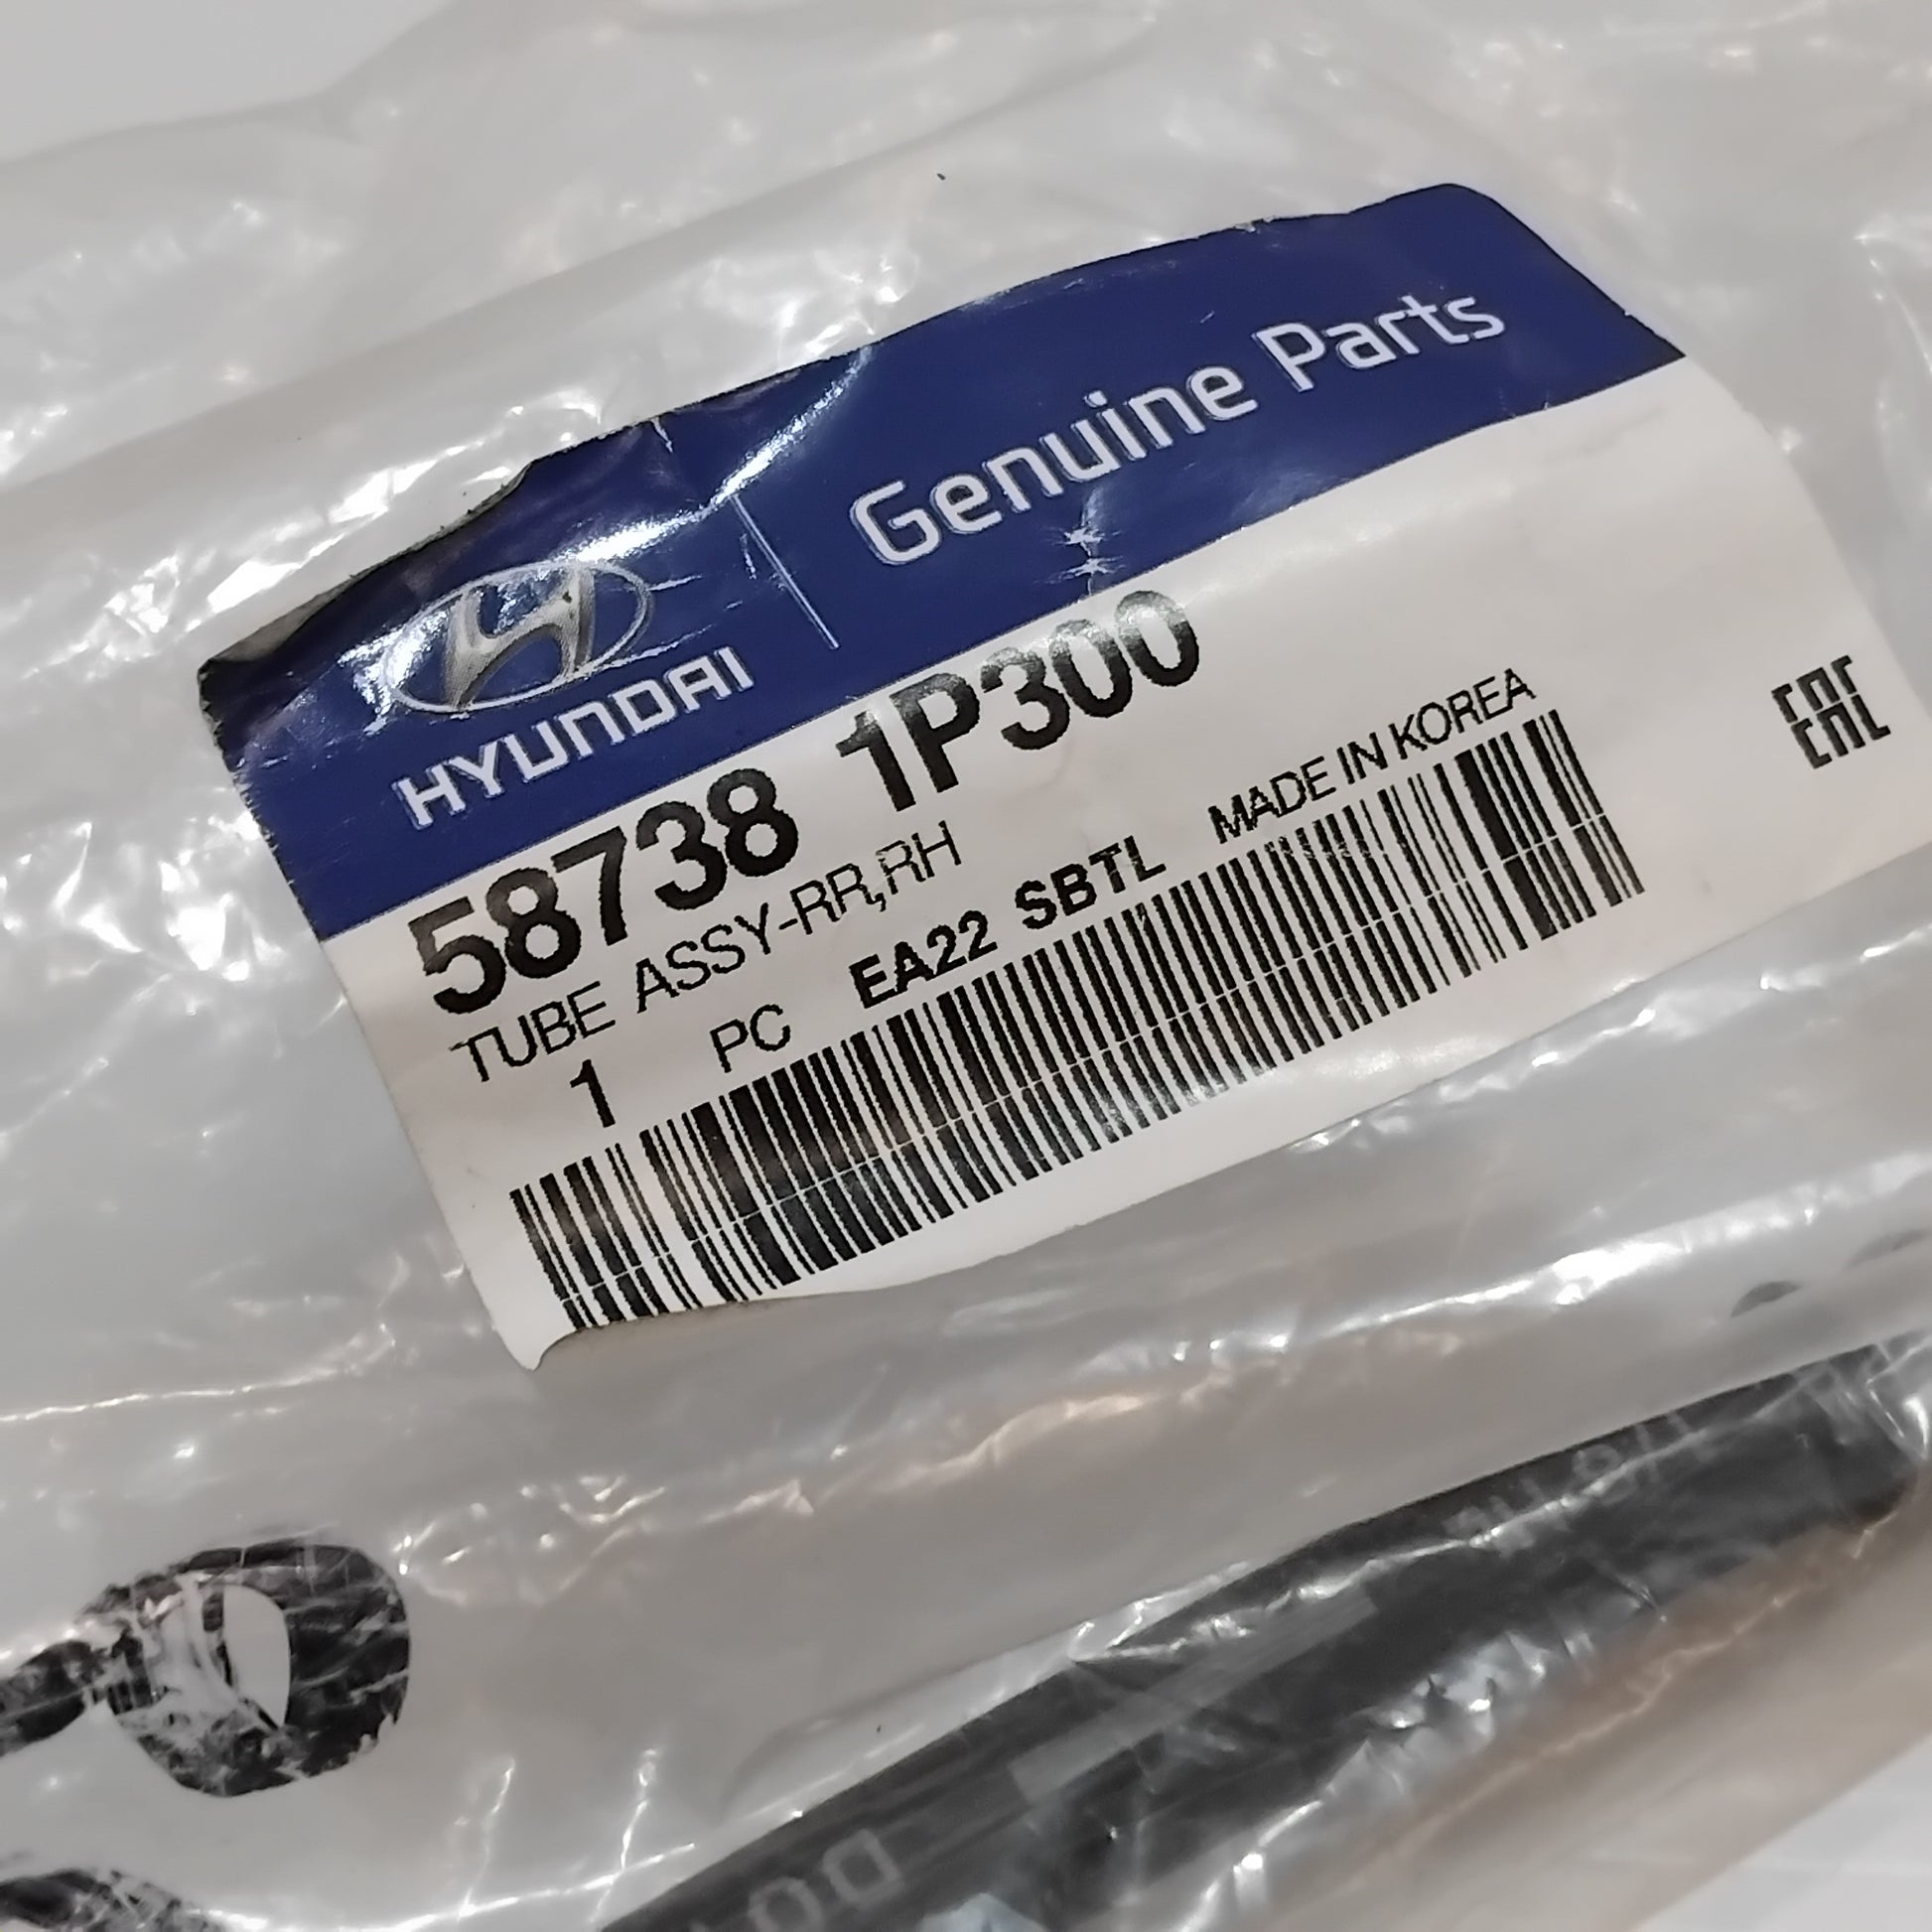 HYUNDAI
Genuine Parts
58738 1P300
TUBE ASSY-RR,RH
1 PC EA22 SBTL MADE IN KOREA
EAC